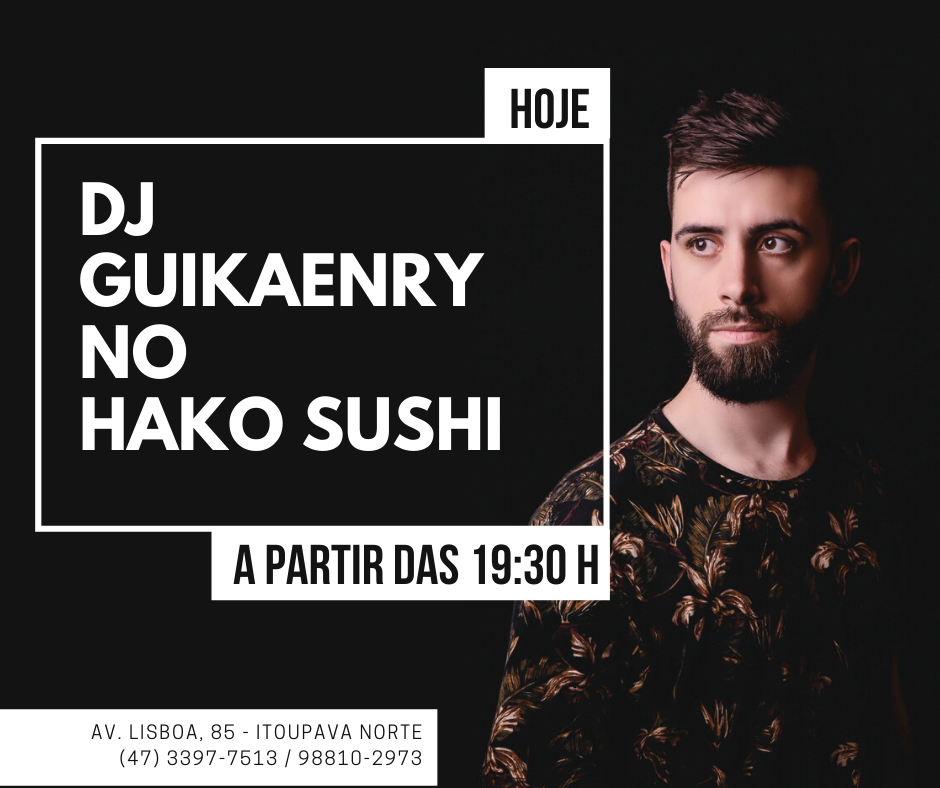 HOJE
DJ
GUIKAENRY
NO
HAKO SUSHI
A PARTIR DAS 19:30 H
AV. LISBOA, 85 - ITOUPAVA NORTE
(47) 3397-7513 / 98810-2973